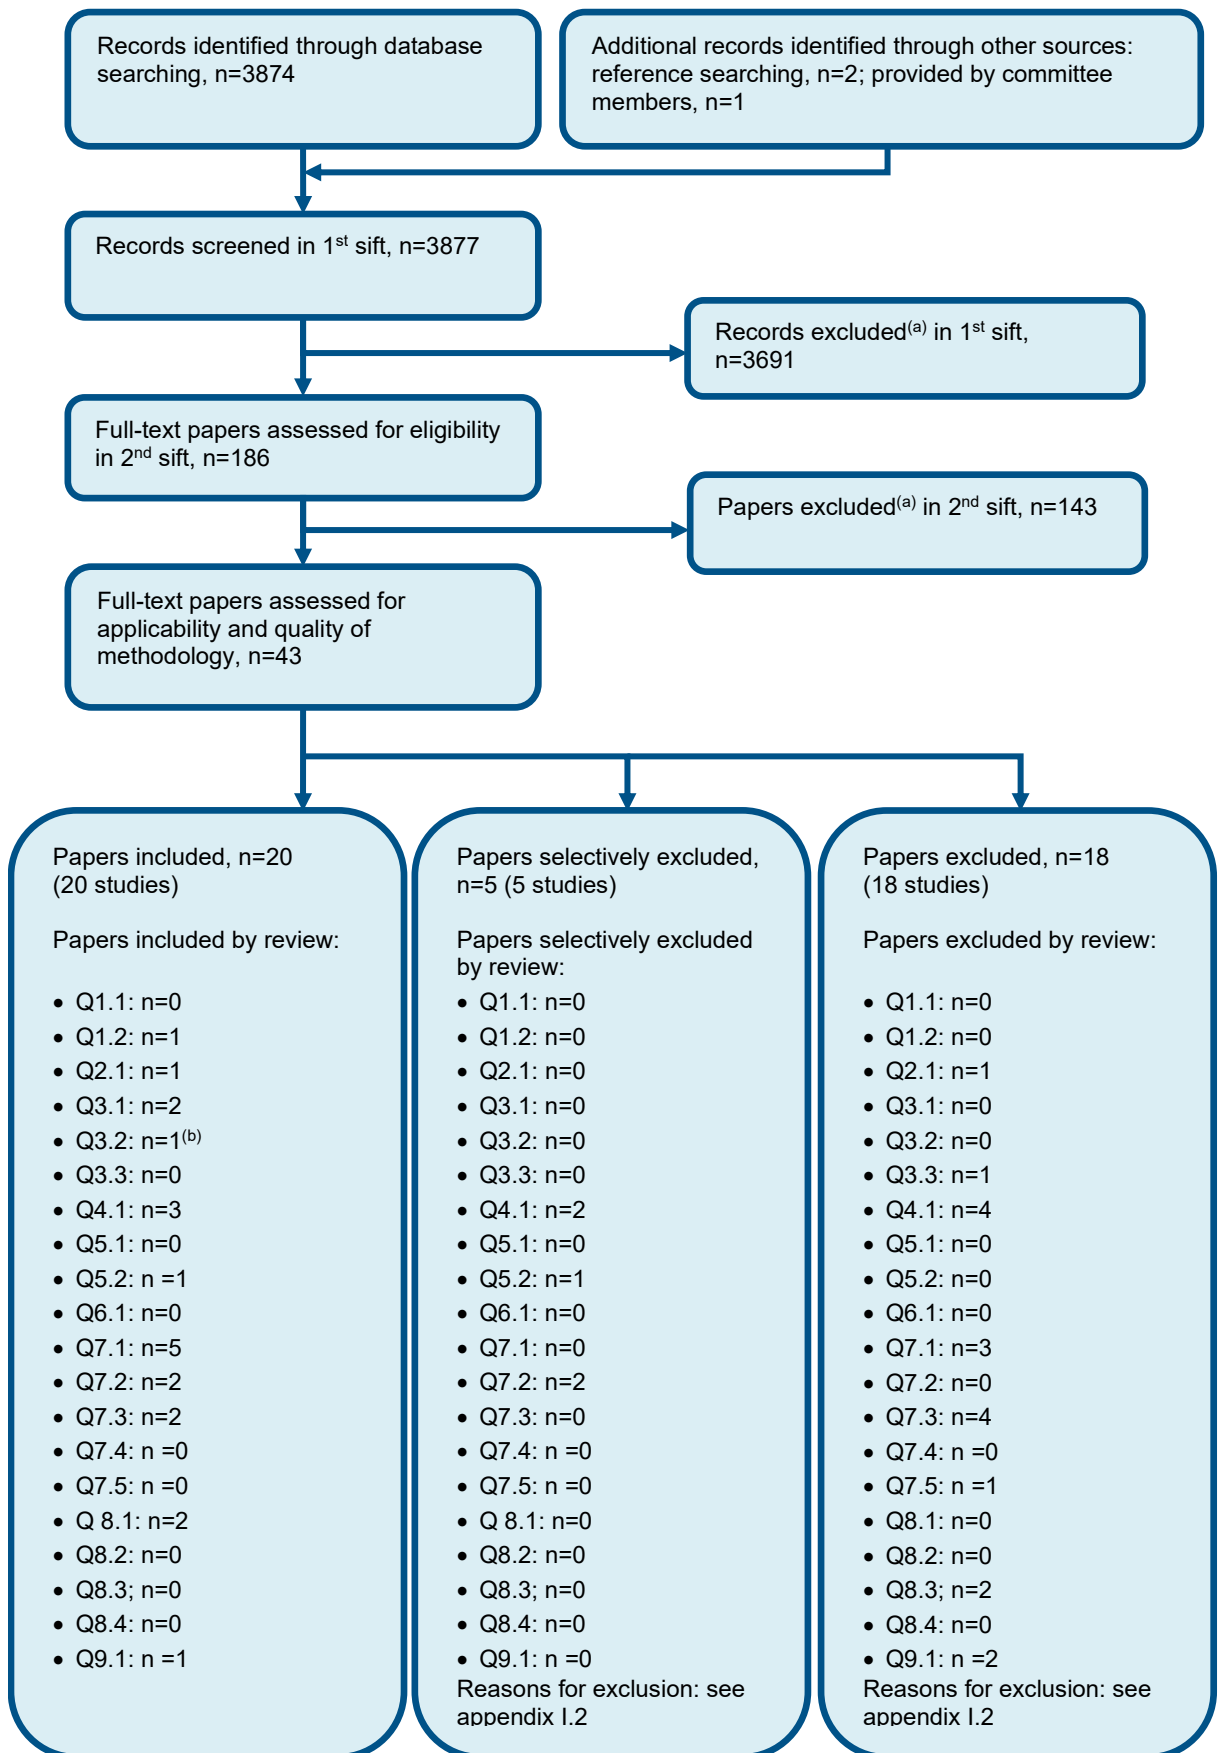 Records identified through database
searching, n=3874
Additional records identified through other sources:
reference searching, n=2; provided by committee
members, n=1
Records screened in 1st sift, n=3877
Records excluded(a) in 1st sift,
n=3691
Full-text papers assessed for eligibility
in 2nd sift, n=186
Papers excluded(a) in 2nd sift, n=143
Full-text papers assessed for
applicability and quality of
methodology, n=43
Papers included, n=20
(20 studies)
Papers included by review:
• Q1.1: n=0
• Q1.2: n=1
• Q2.1: n=1
• Q3.1: n=2
• Q3.2: n=1(b)
• Q3.3: n=0
• Q4.1: n=3
• Q5.1: n=0
• Q5.2: n =1
• Q6.1: n=0
• Q7.1: n=5
• Q7.2: n=2
• Q7.3: n=2
• Q7.4: n =0
• Q7.5: n =0
• Q 8.1: n=2
• Q8.2: n=0
• Q8.3; n=0
• Q8.4: n=0
• Q9.1: n =1
Papers selectively excluded,
n=5 (5 studies)
Papers selectively excluded
by review:
• Q1.1: n=0
• Q1.2: n=0
• Q2.1: n=0
• Q3.1: n=0
• Q3.2: n=0
• Q3.3: n=0
• Q4.1: n=2
• Q5.1: n=0
• Q5.2: n=1
• Q6.1: n=0
• Q7.1: n=0
• Q7.2: n=2
• Q7.3: n=0
• Q7.4: n =0
• Q7.5: n =0
• Q 8.1: n=0
• Q8.2: n=0
• Q8.3; n=0
• Q8.4: n=0
• Q9.1: n =0
Reasons for exclusion: see
appendix I.2
Papers excluded, n=18
(18 studies)
Papers excluded by review:
• Q1.1: n=0
• Q1.2: n=0
• Q2.1: n=1
• Q3.1: n=0
• Q3.2: n=0
• Q3.3: n=1
• Q4.1: n=4
• Q5.1: n=0
• Q5.2: n=0
• Q6.1: n=0
• Q7.1: n=3
• Q7.2: n=0
• Q7.3: n=4
• Q7.4: n =0
• Q7.5: n =1
• Q8.1: n=0
• Q8.2: n=0
• Q8.3; n=2
• Q8.4: n=0
• Q9.1: n =2
Reasons for exclusion: see
appendix I.2